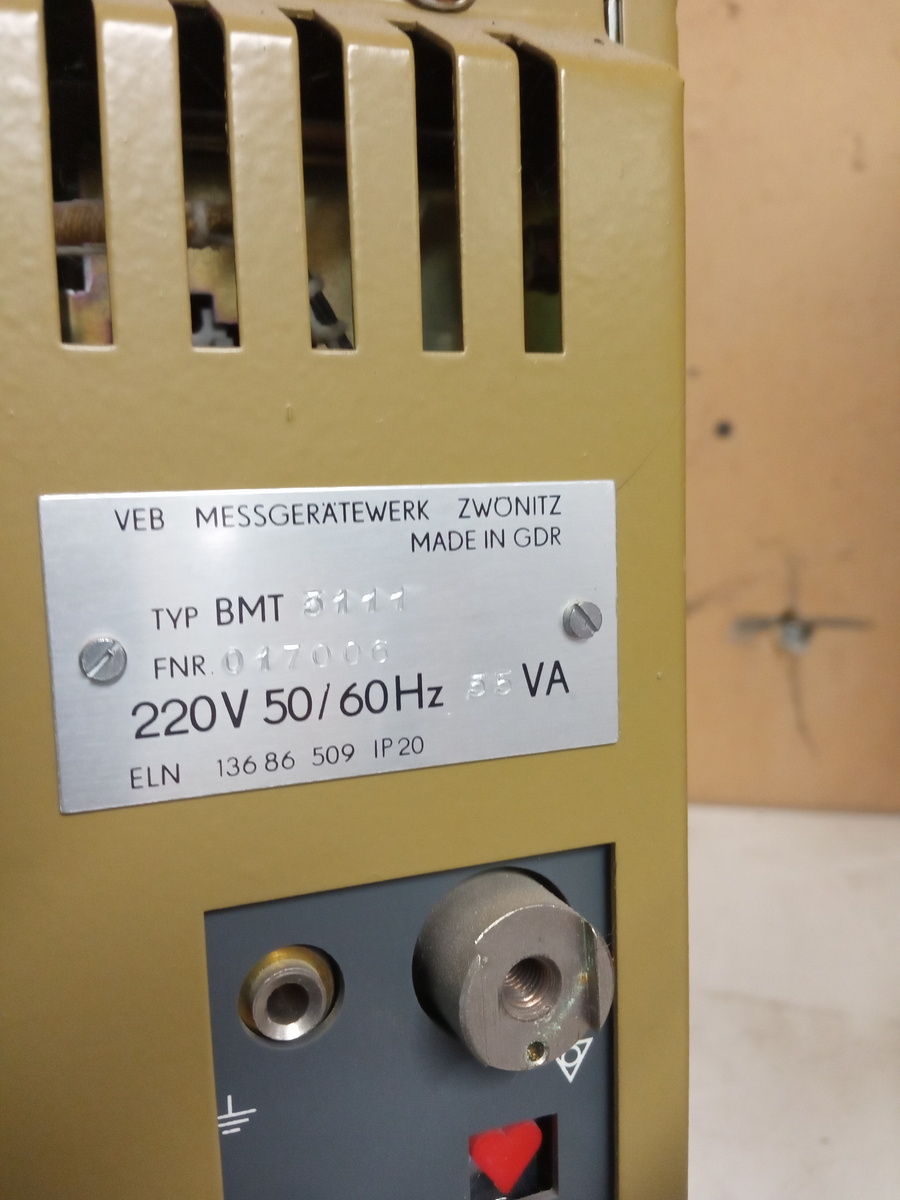 VEB MESSGERÄTEWERK ZWÖNITZ
MADE IN GDR
TYP BMT 5111
FNR. 017006
220V 50/60Hz 55 VA
ELN 136 86 509 IP20